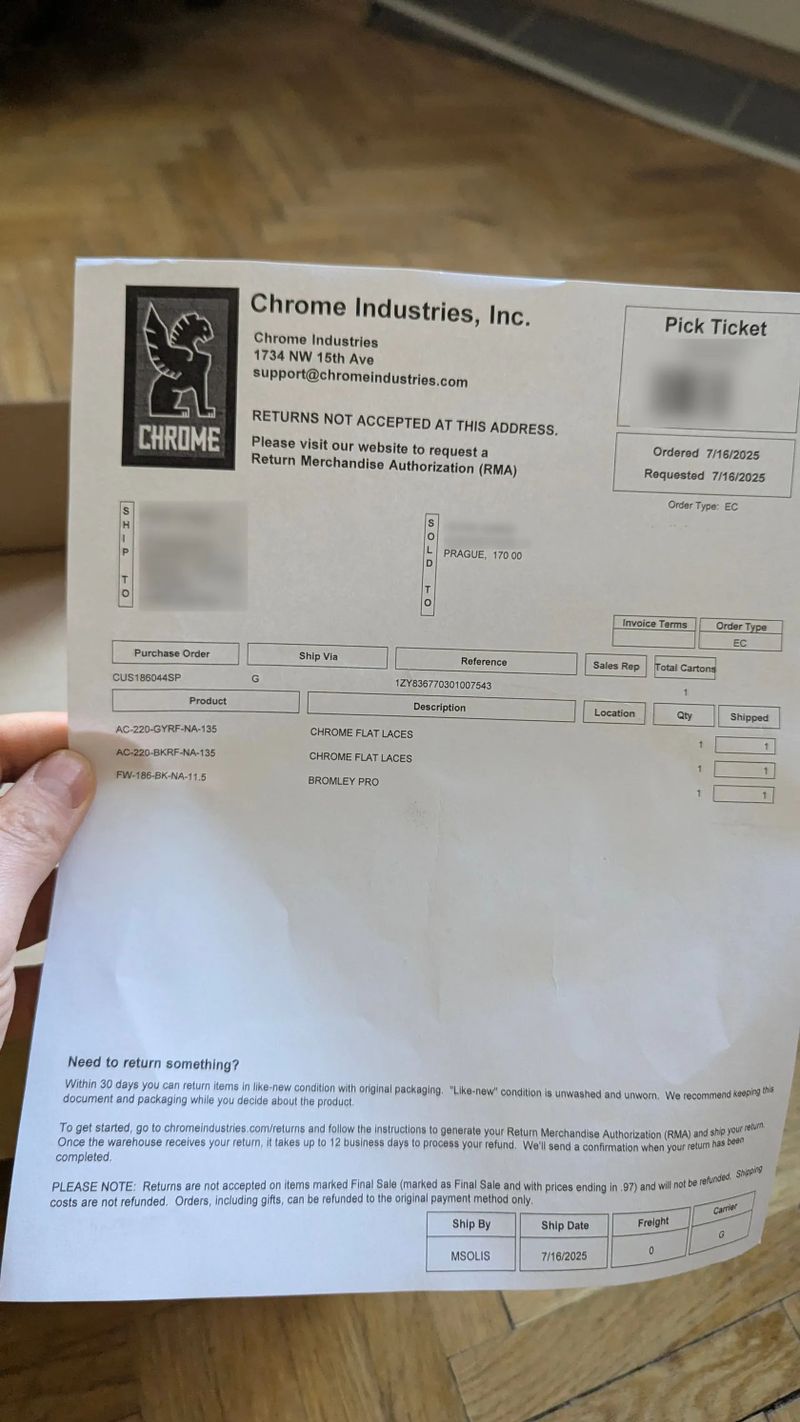 CHROME
Chrome Industries, Inc.
Chrome Industries
1734 NW 15th Ave
support@chromeindustries.com
RETURNS NOT ACCEPTED AT THIS ADDRESS.
Please visit our website to request a
Return Merchandise Authorization (RMA)
Pick Ticket
Ordered 7/16/2025
Requested 7/16/2025
Order Type: EC
SHIP TO
SOLD TO
PRAGUE, 170 00
Invoice Terms Order Type
EC
Purchase Order Ship Via Reference Sales Rep Total Cartons
CUS186044SP G 1ZY836770301007543 1
Product Description Location Qty Shipped
AC-220-GYRF-NA-135 CHROME FLAT LACES 1 1
AC-220-BKRF-NA-135 CHROME FLAT LACES 1 1
FW-186-BK-NA-11.5 BROMLEY PRO 1 1
Need to return something?
Within 30 days you can return items in like-new condition with original packaging. "Like-new" condition is unwashed and unworn. We recommend keeping this
document and packaging while you decide about the product.
To get started, go to chromeindustries.com/returns and follow the instructions to generate your Return Merchandise Authorization (RMA) and ship your return.
Once the warehouse receives your return, it takes up to 12 business days to process your refund. We'll send a confirmation when your return has been
completed.
PLEASE NOTE: Returns are not accepted on items marked Final Sale (marked as Final Sale and with prices ending in .97) and will not be refunded. Shipping
costs are not refunded. Orders, including gifts, can be refunded to the original payment method only.
Ship By Ship Date Freight Carrier
MSOLIS 7/16/2025 0 G